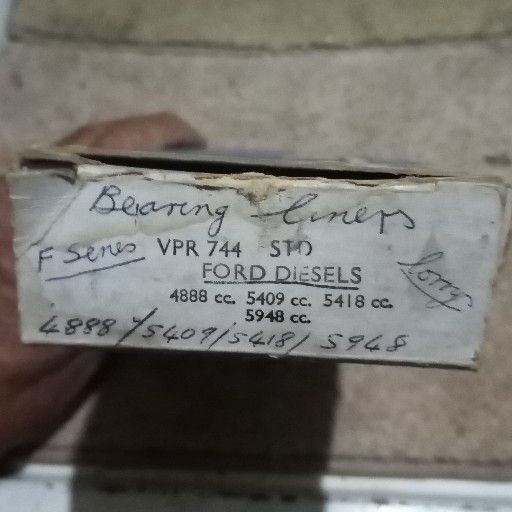 Bearing liners
F Series VPR 744 STD
FORD DIESELS
Lorry
4888 cc. 5409 cc. 5418 cc.
5948 cc.
4888/5409/5418/5948